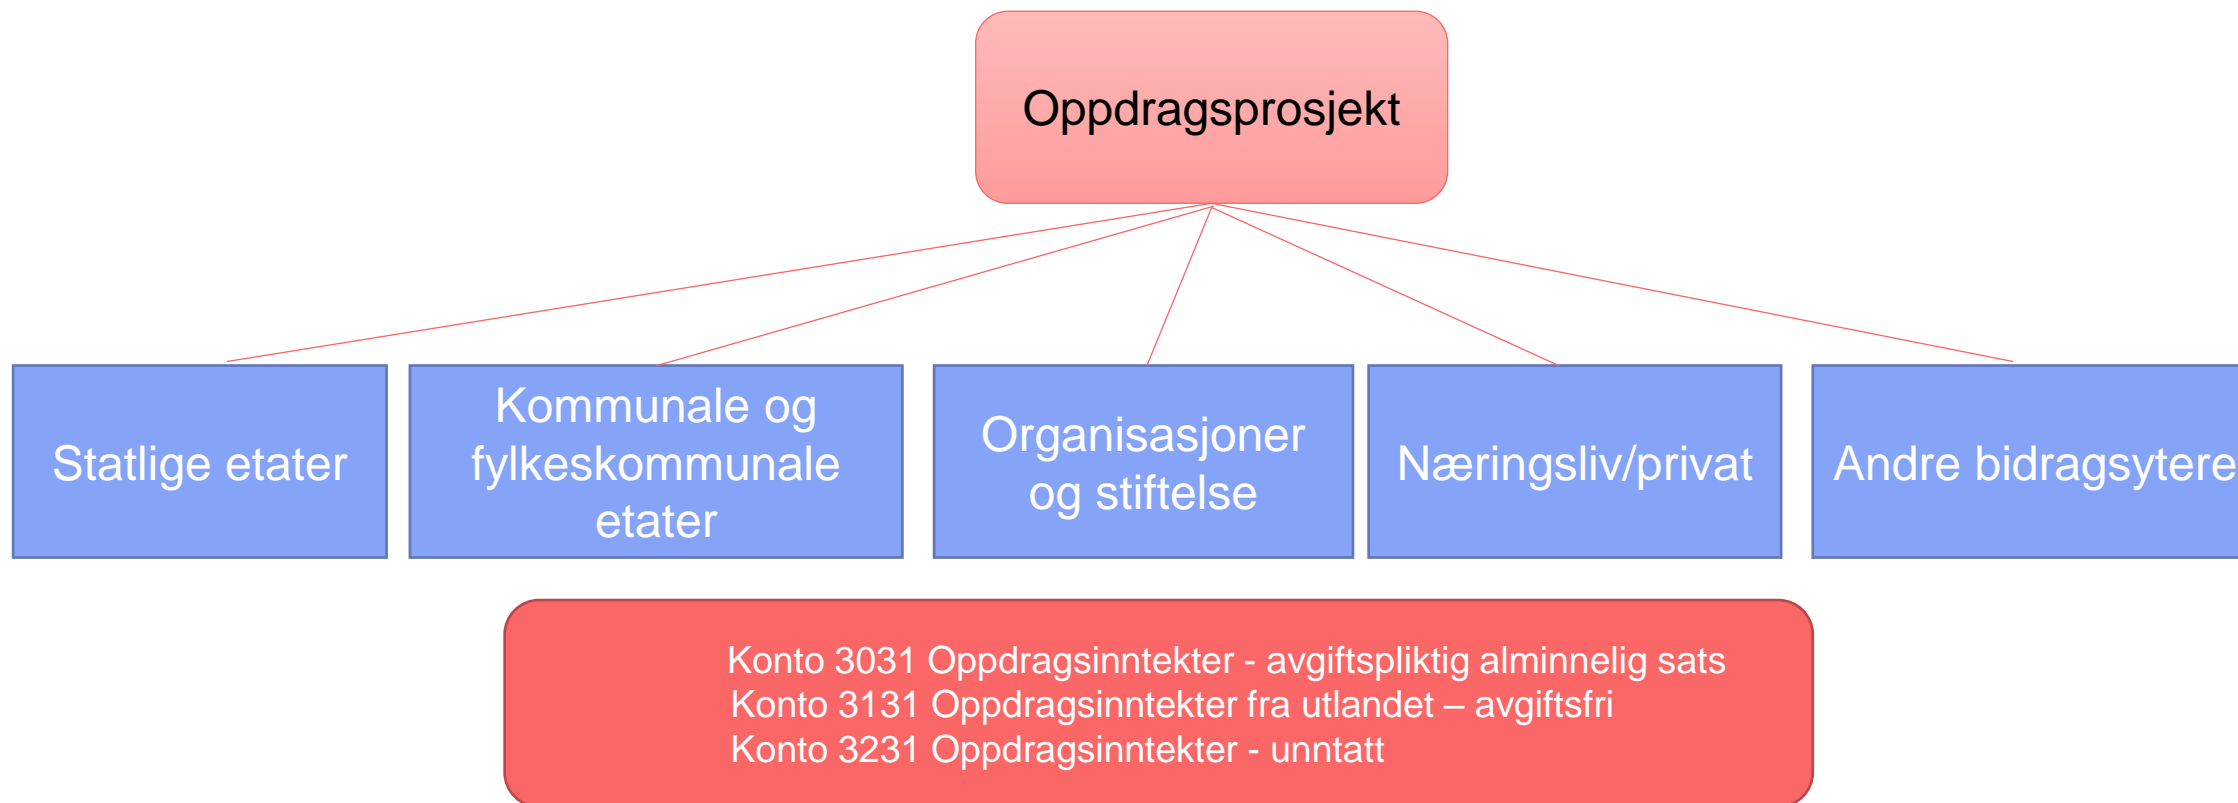 Oppdragsprosjekt
Statlige etater
Kommunale og
fylkeskommunale
etater
Organisasjoner
og stiftelse
Næringsliv/privat
Andre bidragsytere
Konto 3031 Oppdragsinntekter - avgiftspliktig alminnelig sats
Konto 3131 Oppdragsinntekter fra utlandet – avgiftsfri
Konto 3231 Oppdragsinntekter - unntatt